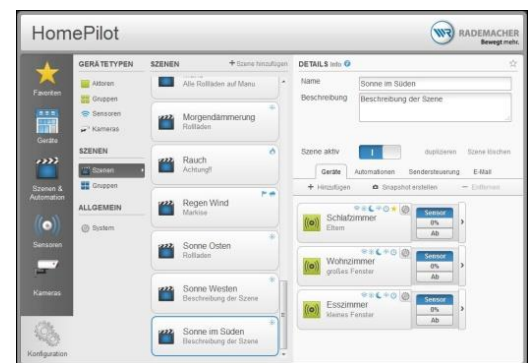 HomePilot
WR RADEMACHER
Bewegt mehr.
Favoriten
Geräte
Szenen &
Automation
Sensoren
Kameras
Konfiguration
GERÄTETYPEN
Aktoren
Gruppen
Sensoren
Kameras
SZENEN
Szenen
Gruppen
ALLGEMEIN
System
SZENEN + Szene hinzufügen
Alle Rollläden auf Manu
Morgendämmerung
Rollläden
Rauch
Achtung!!
Regen Wind
Markise
Sonne Osten
Rollladen
Sonne Westen
Beschreibung der Szene
Sonne im Süden
Beschreibung der Szene
DETAILS Info
Name Sonne im Süden
Beschreibung Beschreibung der Szene
Szene aktiv duplizieren Szene löschen
Geräte Automationen Sendersteuerung E-Mail
+ Hinzufügen Snapshot erstellen − Entfernen
Schlafzimmer
Eltern
Sensor
0%
Ab
Wohnzimmer
großes Fenster
Sensor
0%
Ab
Esszimmer
kleines Fenster
Sensor
0%
Ab